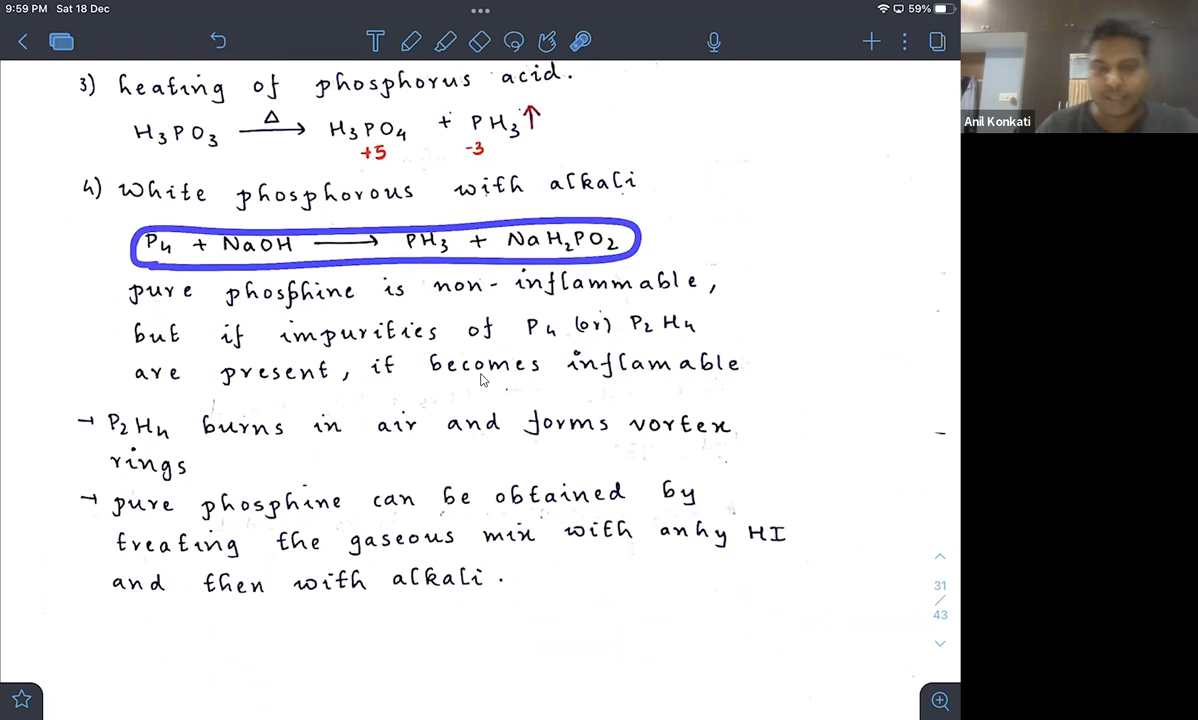 9:59 PM Sat 18 Dec
59%
3) heating of phosphorus acid.
Δ
H3PO3 ⟶ H3PO4 + PH3↑
+5 -3
4) White phosphorous with alkali
P4 + NaOH ⟶ PH3 + NaH2PO2
pure phosphine is non-inflammable,
but if impurities of P4 (or) P2H4
are present, it becomes inflamable
→ P2H4 burns in air and forms vortex
rings
→ pure phosphine can be obtained by
treating the gaseous mix with anhy HI
and then with alkali.
31
/
43
Anil Konkati